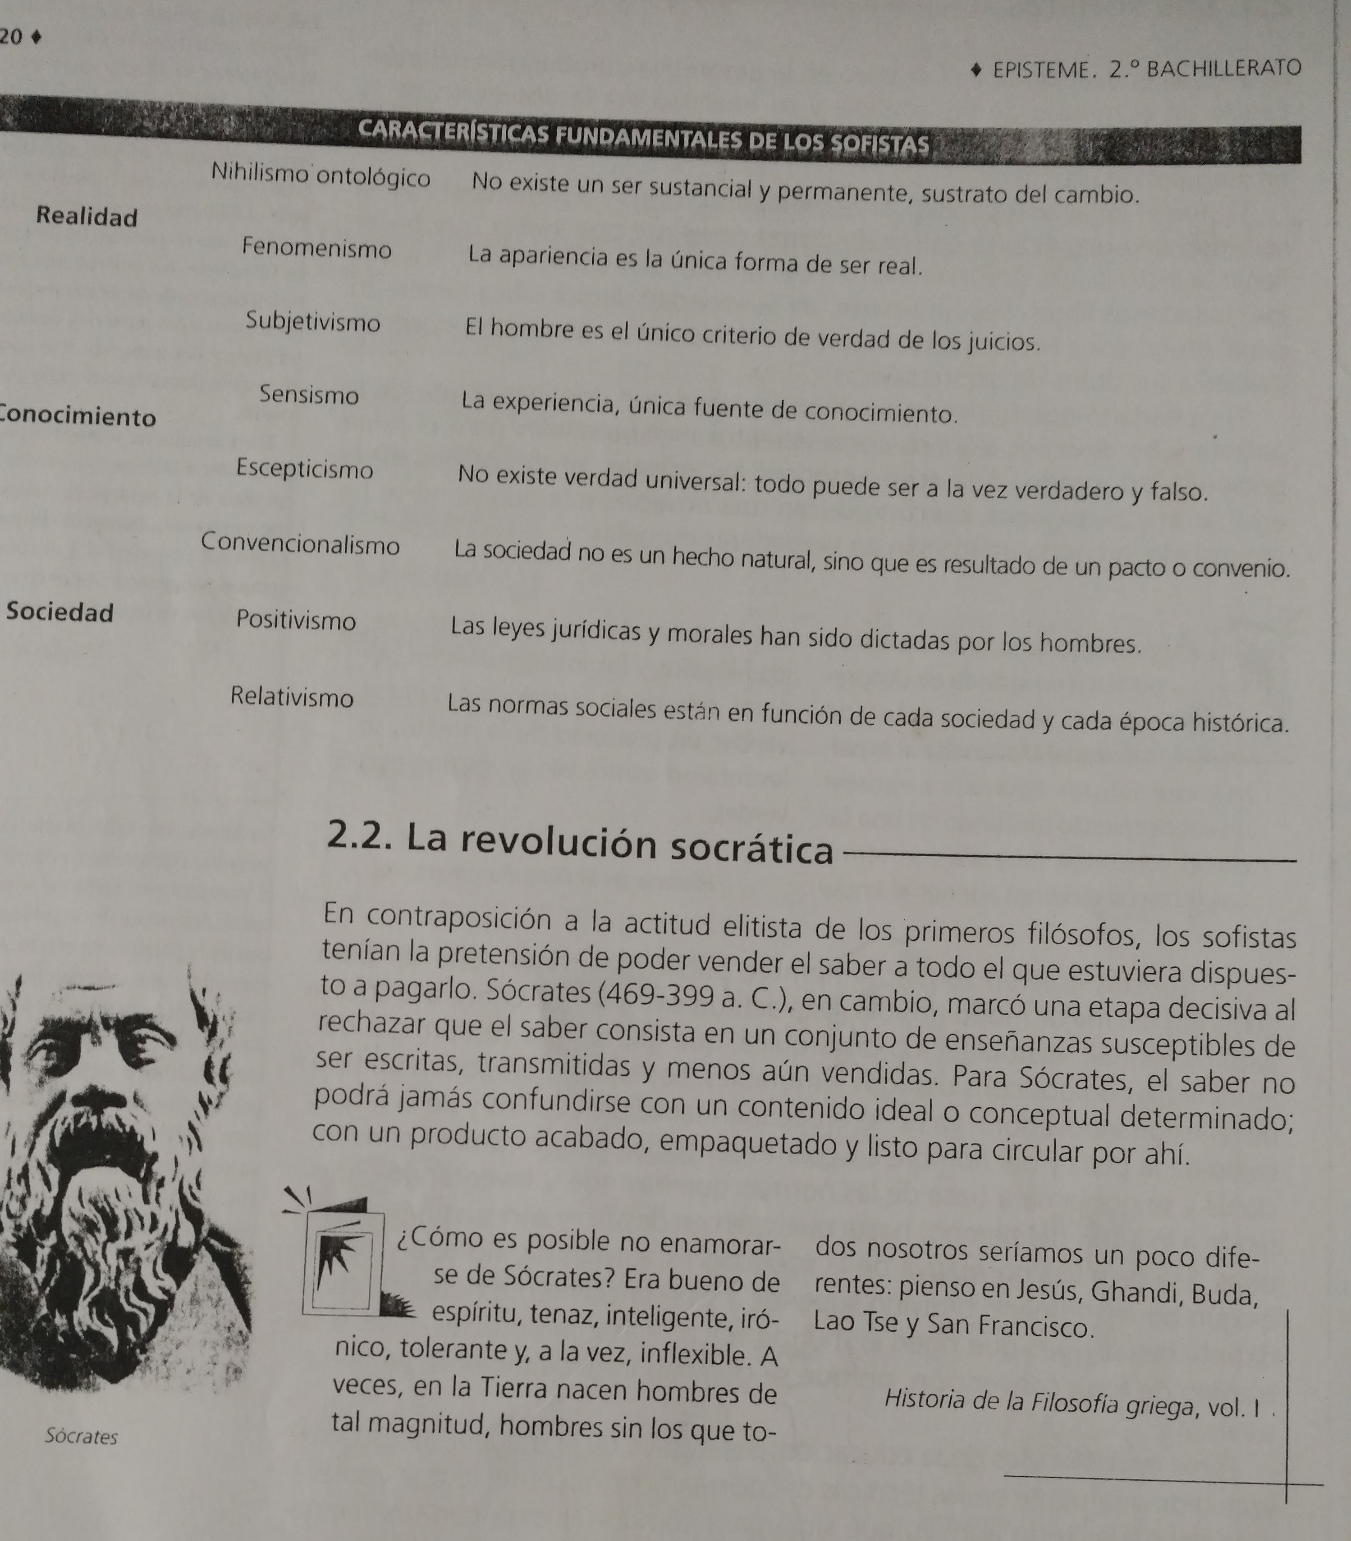 20 ♦
♦ EPISTEME. 2.º BACHILLERATO
CARACTERÍSTICAS FUNDAMENTALES DE LOS SOFISTAS
Realidad
Nihilismo ontológico No existe un ser sustancial y permanente, sustrato del cambio.
Fenomenismo La apariencia es la única forma de ser real.
Conocimiento
Subjetivismo El hombre es el único criterio de verdad de los juicios.
Sensismo La experiencia, única fuente de conocimiento.
Escepticismo No existe verdad universal: todo puede ser a la vez verdadero y falso.
Sociedad
Convencionalismo La sociedad no es un hecho natural, sino que es resultado de un pacto o convenio.
Positivismo Las leyes jurídicas y morales han sido dictadas por los hombres.
Relativismo Las normas sociales están en función de cada sociedad y cada época histórica.
2.2. La revolución socrática
En contraposición a la actitud elitista de los primeros filósofos, los sofistas
tenían la pretensión de poder vender el saber a todo el que estuviera dispues-
to a pagarlo. Sócrates (469-399 a. C.), en cambio, marcó una etapa decisiva al
rechazar que el saber consista en un conjunto de enseñanzas susceptibles de
ser escritas, transmitidas y menos aún vendidas. Para Sócrates, el saber no
podrá jamás confundirse con un contenido ideal o conceptual determinado;
con un producto acabado, empaquetado y listo para circular por ahí.
Sócrates
¿Cómo es posible no enamorar-
se de Sócrates? Era bueno de
espíritu, tenaz, inteligente, iró-
nico, tolerante y, a la vez, inflexible. A
veces, en la Tierra nacen hombres de
tal magnitud, hombres sin los que to-
dos nosotros seríamos un poco dife-
rentes: pienso en Jesús, Ghandi, Buda,
Lao Tse y San Francisco.
Historia de la Filosofía griega, vol. I .